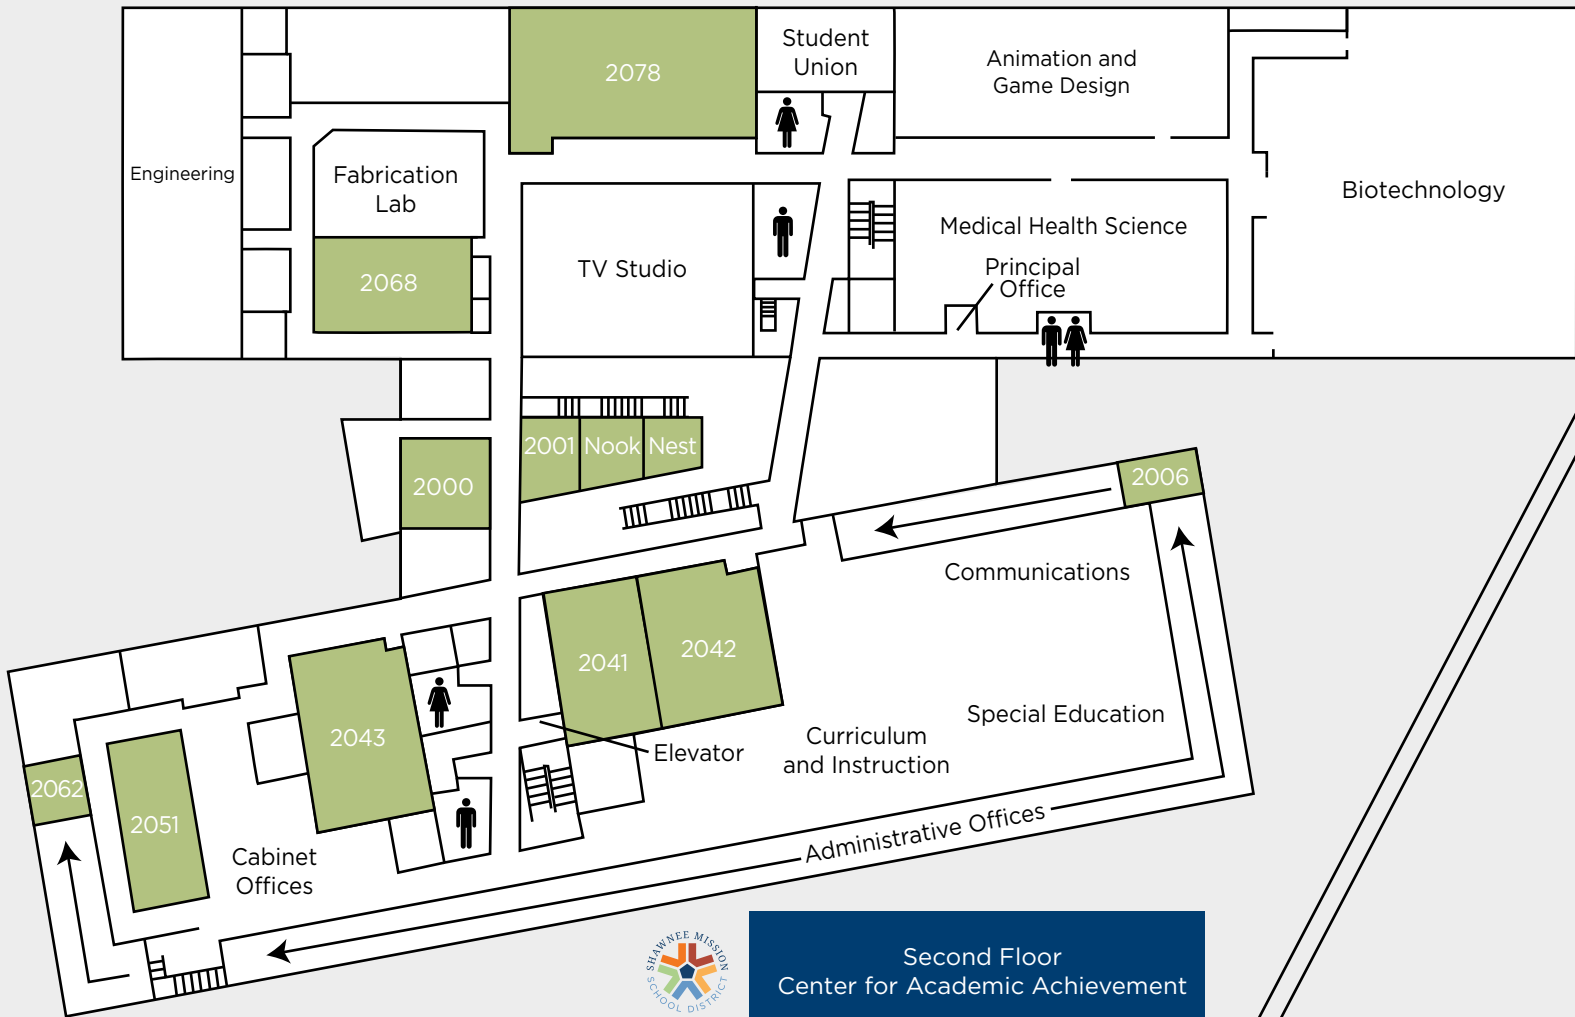 2078
Student
Union
Animation and
Game Design
Engineering
Fabrication
Lab
Biotechnology
Medical Health Science
TV Studio
Principal
Office
2068
2001
Nook
Nest
2000
2006
Communications
2041
2042
Special Education
2043
Elevator
Curriculum
and Instruction
2062
2051
Administrative Offices
Cabinet
Offices
SHAWNEE MISSION
SCHOOL DISTRICT
Second Floor
Center for Academic Achievement